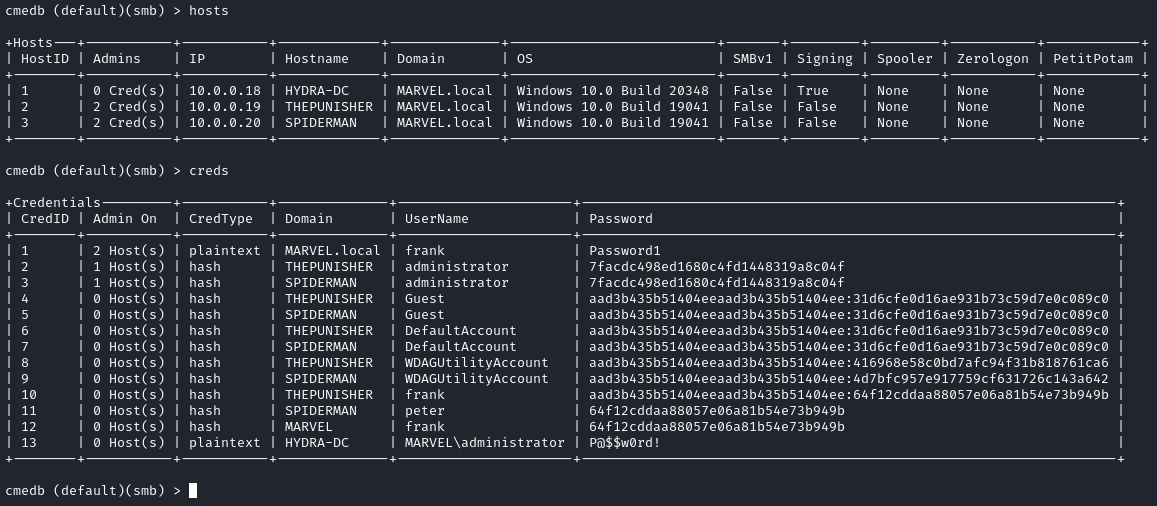 cmedb (default)(smb) > hosts
+Hosts---+-----------+-----------+-------------+--------------+--------------------------+-------+---------+---------+-----------+------------+
| HostID | Admins | IP | Hostname | Domain | OS | SMBv1 | Signing | Spooler | Zerologon | PetitPotam |
+--------+-----------+-----------+-------------+--------------+--------------------------+-------+---------+---------+-----------+------------+
| 1 | 0 Cred(s) | 10.0.0.18 | HYDRA-DC | MARVEL.local | Windows 10.0 Build 20348 | False | True | None | None | None |
| 2 | 2 Cred(s) | 10.0.0.19 | THEPUNISHER | MARVEL.local | Windows 10.0 Build 19041 | False | False | None | None | None |
| 3 | 2 Cred(s) | 10.0.0.20 | SPIDERMAN | MARVEL.local | Windows 10.0 Build 19041 | False | False | None | None | None |
+--------+-----------+-----------+-------------+--------------+--------------------------+-------+---------+---------+-----------+------------+
cmedb (default)(smb) > creds
+Credentials---------+-----------+--------------+----------------------+-------------------------------------------------------------------+
| CredID | Admin On | CredType | Domain | UserName | Password |
+--------+-----------+-----------+--------------+----------------------+-------------------------------------------------------------------+
| 1 | 2 Host(s) | plaintext | MARVEL.local | frank | Password1 |
| 2 | 1 Host(s) | hash | THEPUNISHER | administrator | 7facdc498ed1680c4fd1448319a8c04f |
| 3 | 1 Host(s) | hash | SPIDERMAN | administrator | 7facdc498ed1680c4fd1448319a8c04f |
| 4 | 0 Host(s) | hash | THEPUNISHER | Guest | aad3b435b51404eeaad3b435b51404ee:31d6cfe0d16ae931b73c59d7e0c089c0 |
| 5 | 0 Host(s) | hash | SPIDERMAN | Guest | aad3b435b51404eeaad3b435b51404ee:31d6cfe0d16ae931b73c59d7e0c089c0 |
| 6 | 0 Host(s) | hash | THEPUNISHER | DefaultAccount | aad3b435b51404eeaad3b435b51404ee:31d6cfe0d16ae931b73c59d7e0c089c0 |
| 7 | 0 Host(s) | hash | SPIDERMAN | DefaultAccount | aad3b435b51404eeaad3b435b51404ee:31d6cfe0d16ae931b73c59d7e0c089c0 |
| 8 | 0 Host(s) | hash | THEPUNISHER | WDAGUtilityAccount | aad3b435b51404eeaad3b435b51404ee:416968e58c0bd7afc94f31b818761ca6 |
| 9 | 0 Host(s) | hash | SPIDERMAN | WDAGUtilityAccount | aad3b435b51404eeaad3b435b51404ee:4d7bfc957e917759cf631726c143a642 |
| 10 | 0 Host(s) | hash | THEPUNISHER | frank | aad3b435b51404eeaad3b435b51404ee:64f12cddaa88057e06a81b54e73b949b |
| 11 | 0 Host(s) | hash | SPIDERMAN | peter | 64f12cddaa88057e06a81b54e73b949b |
| 12 | 0 Host(s) | hash | MARVEL | frank | 64f12cddaa88057e06a81b54e73b949b |
| 13 | 0 Host(s) | plaintext | HYDRA-DC | MARVEL\administrator | P@$$w0rd! |
+--------+-----------+-----------+--------------+----------------------+-------------------------------------------------------------------+
cmedb (default)(smb) >